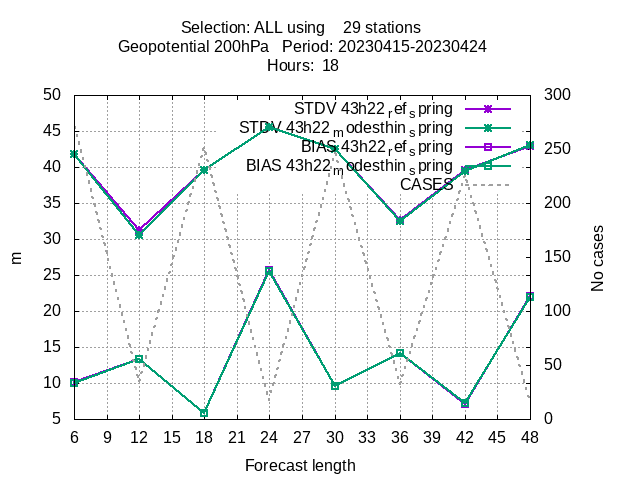 Selection: ALL using    29 stations
Geopotential 200hPa   Period: 20230415-20230424
Hours:  18
50 300
STDV 43h22_ref_spring
45 STDV 43h22_modesthin_spring 250
BIAS 43h22_ref_spring
40 BIAS 43h22_modesthin_spring
CASES
35 200
30
m No cases
25 150
20 100
15
10 50
5 0
6 9 12 15 18 21 24 27 30 33 36 39 42 45 48
Forecast length